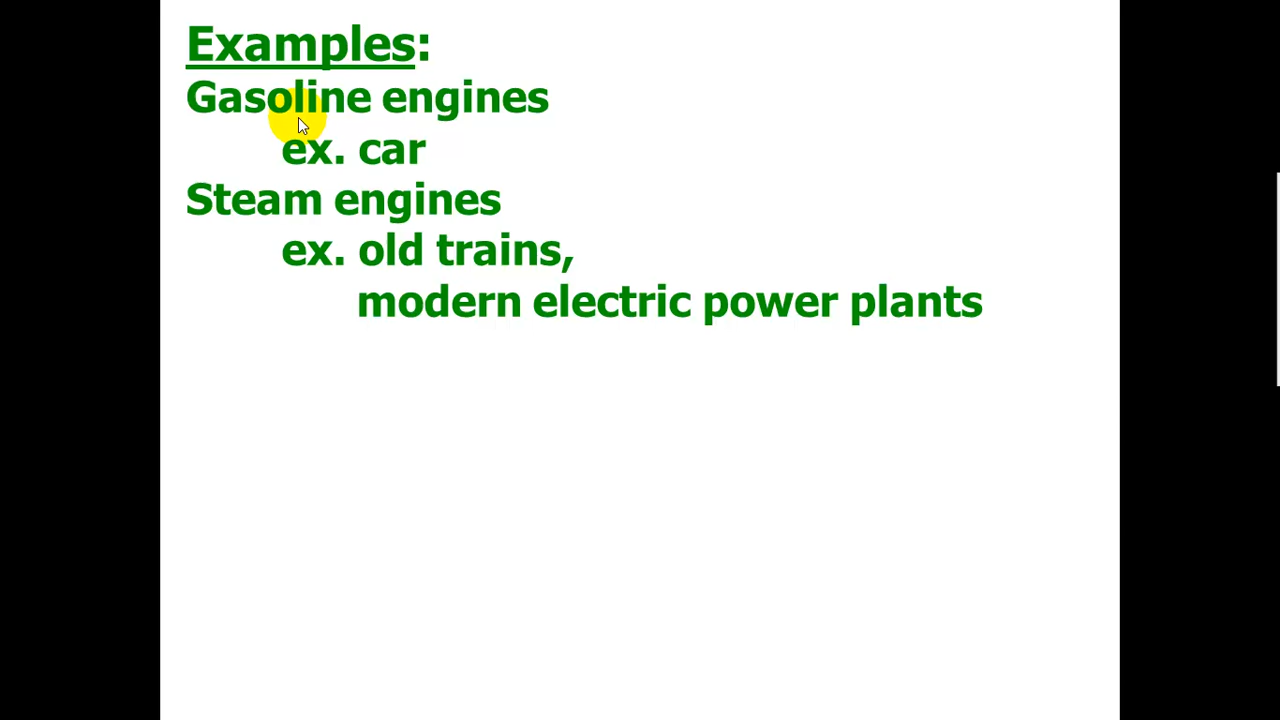 Examples:
Gasoline engines
ex. car
Steam engines
ex. old trains,
modern electric power plants